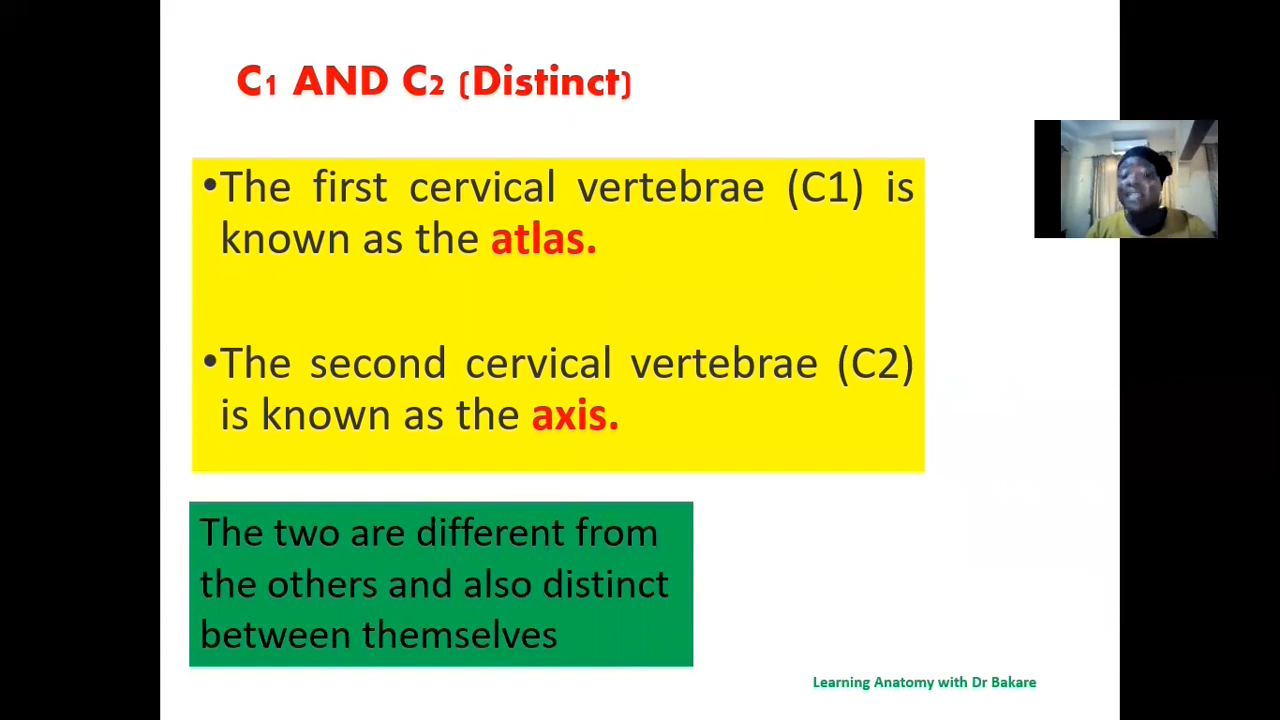 C1 AND C2 (Distinct)
•The first cervical vertebrae (C1) is
known as the atlas.
•The second cervical vertebrae (C2)
is known as the axis.
The two are different from
the others and also distinct
between themselves
Learning Anatomy with Dr Bakare